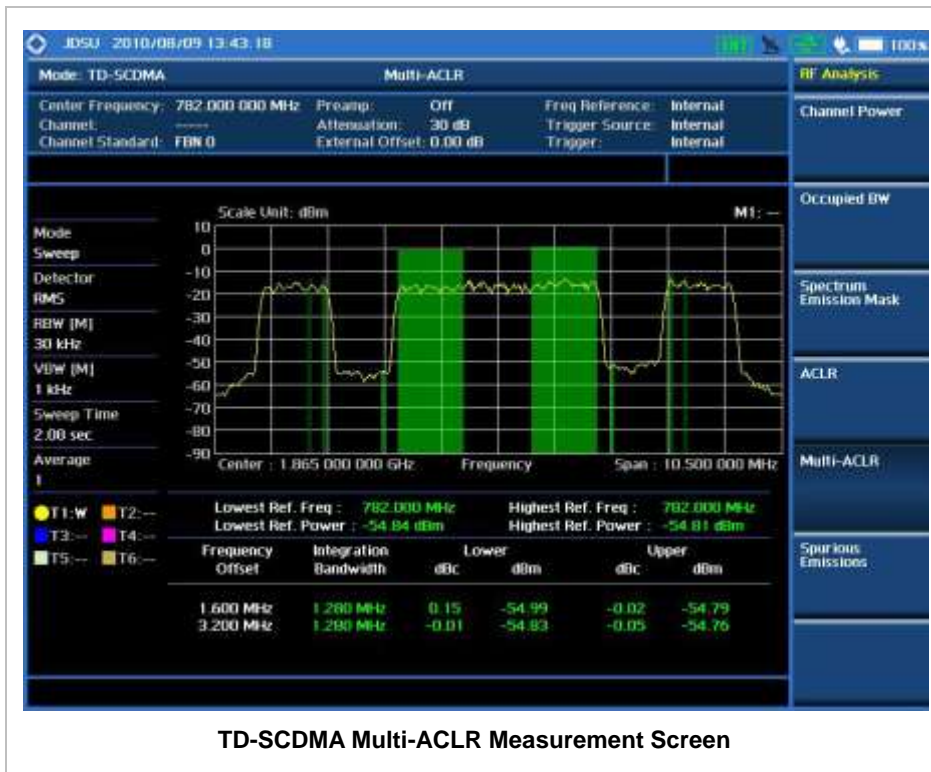 JDSU 2010/08/09 13:43:18 100%
Mode: TD-SCDMA Multi-ACLR
RF Analysis
Center Frequency: 782.000 000 MHz Preamp: Off Freq Reference: Internal
Channel: ----- Attenuation: 30 dB Trigger Source: Internal
Channel Standard: FBN 0 External Offset: 0.00 dB Trigger: Internal
Channel Power
Occupied BW
Spectrum
Emission Mask
ACLR
Multi-ACLR
Spurious
Emissions
Scale Unit: dBm M1: --
Mode
Sweep
Detector
RMS
RBW [M]
30 kHz
VBW [M]
1 kHz
Sweep Time
2.08 sec
Average
1
T1:W T2:--
T3:-- T4:--
T5:-- T6:--
10
0
-10
-20
-30
-40
-50
-60
-70
-80
-90
Center : 1.865 000 000 GHz Frequency Span : 10.500 000 MHz
Lowest Ref. Freq : 782.000 MHz Highest Ref. Freq : 782.000 MHz
Lowest Ref. Power : -54.84 dBm Highest Ref. Power : -54.81 dBm
Frequency Integration Lower Upper
Offset Bandwidth dBc dBm dBc dBm
1.600 MHz 1.280 MHz 0.15 -54.99 -0.02 -54.79
3.200 MHz 1.280 MHz -0.01 -54.83 -0.05 -54.76
TD-SCDMA Multi-ACLR Measurement Screen